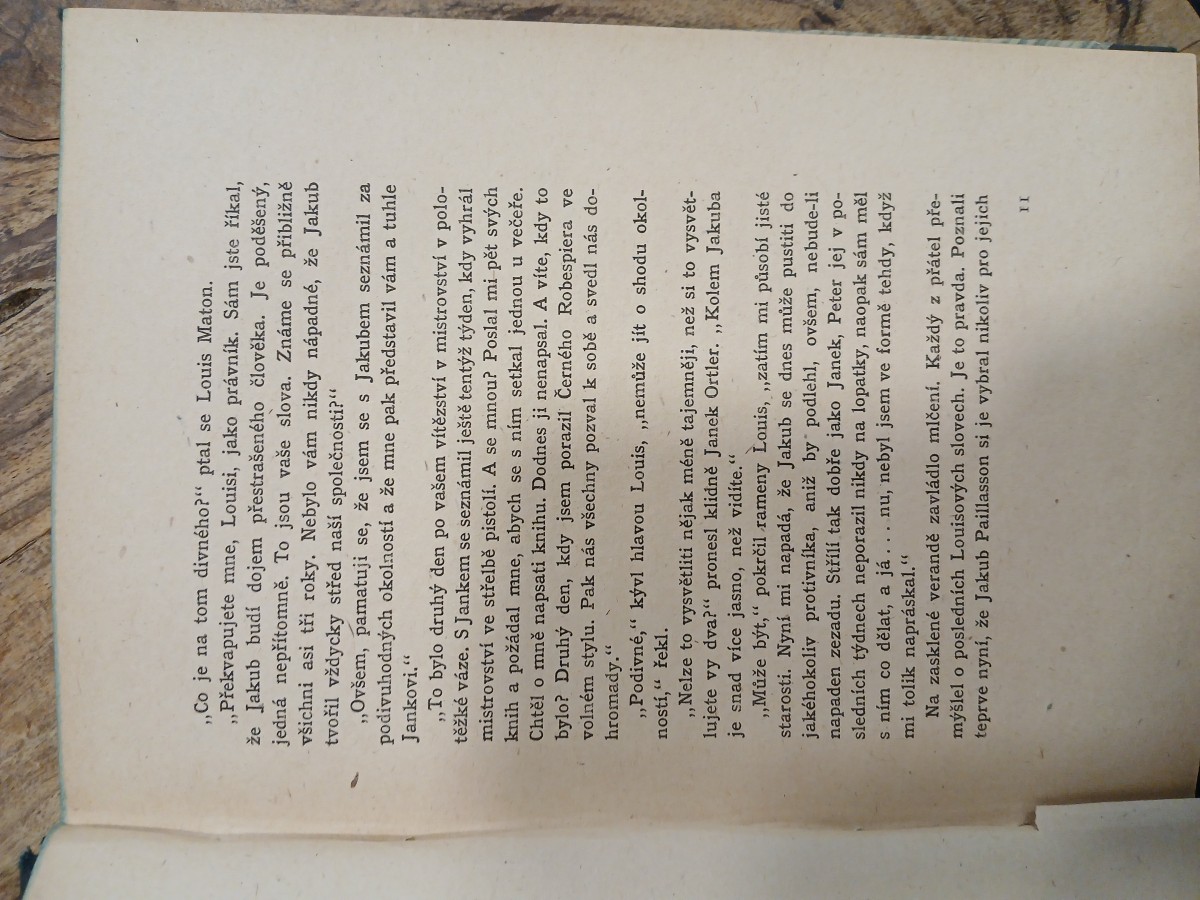 „Co je na tom divného?“ ptal se Louis Maton.
„Překvapujete mne, Louisi, jako právník. Sám jste říkal,
že Jakub budí dojem přestrašeného člověka. Je poděšený,
jedná nepřítomně. To jsou vaše slova. Známe se přibližně
všichni asi tři roky. Nebylo vám nikdy nápadné, že Jakub
tvořil vždycky střed naší společnosti?“
„Ovšem, pamatuji se, že jsem se s Jakubem seznámil za
podivuhodných okolností a že mne pak představil vám a tuhle
Jankovi.“
„To bylo druhý den po vašem vítězství v mistrovství v polo-
těžké váze. S Jankem se seznámil ještě tentýž týden, kdy vyhrál
mistrovství ve střelbě pistolí. A se mnou? Poslal mi pět svých
knih a požádal mne, abych se s ním setkal jednou u večeře.
Chtěl o mně napsati knihu. Dodnes ji nenapsal. A víte, kdy to
bylo? Druhý den, kdy jsem porazil Černého Robespiera ve
volném stylu. Pak nás všechny pozval k sobě a svedl nás do-
hromady.“
„Podivné,“ kývl hlavou Louis, „nemůže jít o shodu okol-
ností,“ řekl.
„Nelze to vysvětliti nějak méně tajemněji, než si to vysvět-
lujete vy dva?“ pronesl klidně Janek Ortler. „Kolem Jakuba
je snad více jasno, než vidíte.“
„Může být,“ pokrčil rameny Louis, „zatím mi působí jisté
starosti. Nyní mi napadá, že Jakub se dnes může pustiti do
jakéhokoliv protivníka, aniž by podlehl, ovšem, nebude-li
napaden zezadu. Střílí tak dobře jako Janek, Peter jej v po-
sledních týdnech neporazil nikdy na lopatky, naopak sám měl
s ním co dělat, a já.... nu, nebyl jsem ve formě tehdy, když
mi tolik napráskal.“
Na zasklené verandě zavládlo mlčení. Každý z přátel pře-
mýšlel o posledních Louisových slovech. Je to pravda. Poznali
teprve nyní, že Jakub Paillasson si je vybral nikoliv pro jejich
11